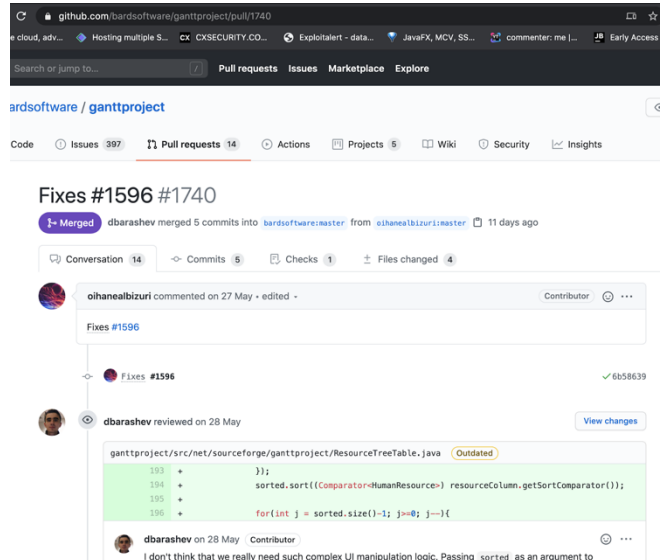 github.com/bardsoftware/ganttproject/pull/1740
e cloud, adv... Hosting multiple S... CX CXSECURITY.CO... Exploitalert - data... JavaFX, MCV, SS... commenter: me |... JB Early Access
Search or jump to... / Pull requests Issues Marketplace Explore
ardsoftware / ganttproject
Code Issues 397 Pull requests 14 Actions Projects 5 Wiki Security Insights
Fixes #1596 #1740
Merged dbarashev merged 5 commits into bardsoftware:master from oihanealbizuri:master 11 days ago
Conversation 14 Commits 5 Checks 1 Files changed 4
oihanealbizuri commented on 27 May • edited Contributor ...
Fixes #1596
Fixes #1596 6b58639
dbarashev reviewed on 28 May View changes
ganttproject/src/net/sourceforge/ganttproject/ResourceTreeTable.java Outdated
193 + });
194 + sorted.sort((Comparator<HumanResource>) resourceColumn.getSortComparator());
195 +
196 + for(int j = sorted.size()-1; j>=0; j--){
dbarashev on 28 May Contributor ...
I don't think that we really need such complex UI manipulation logic. Passing sorted as an argument to